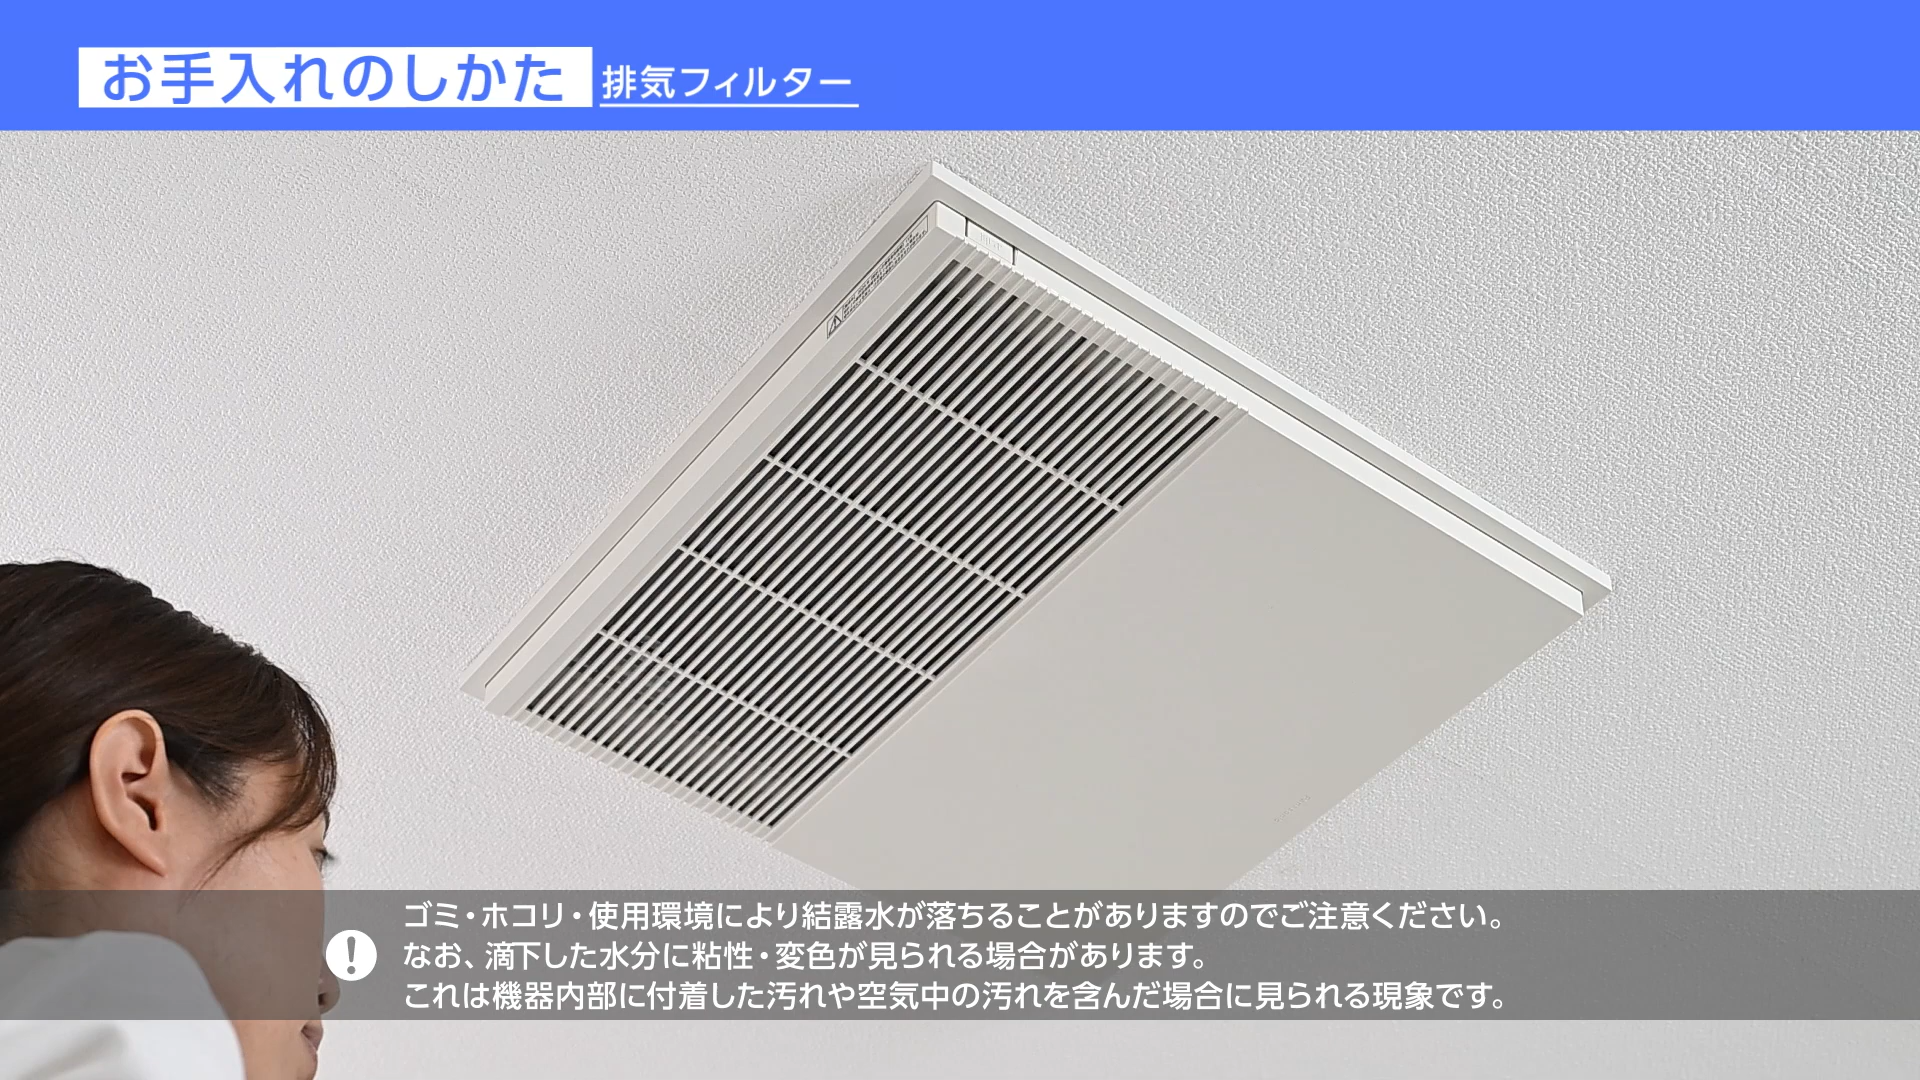 お手入れのしかた 排気フィルター
ゴミ・ホコリ・使用環境により結露水が落ちることがありますのでご注意ください。
なお、滴下した水分に粘性・変色が見られる場合があります。
これは機器内部に付着した汚れや空気中の汚れを含んだ場合に見られる現象です。